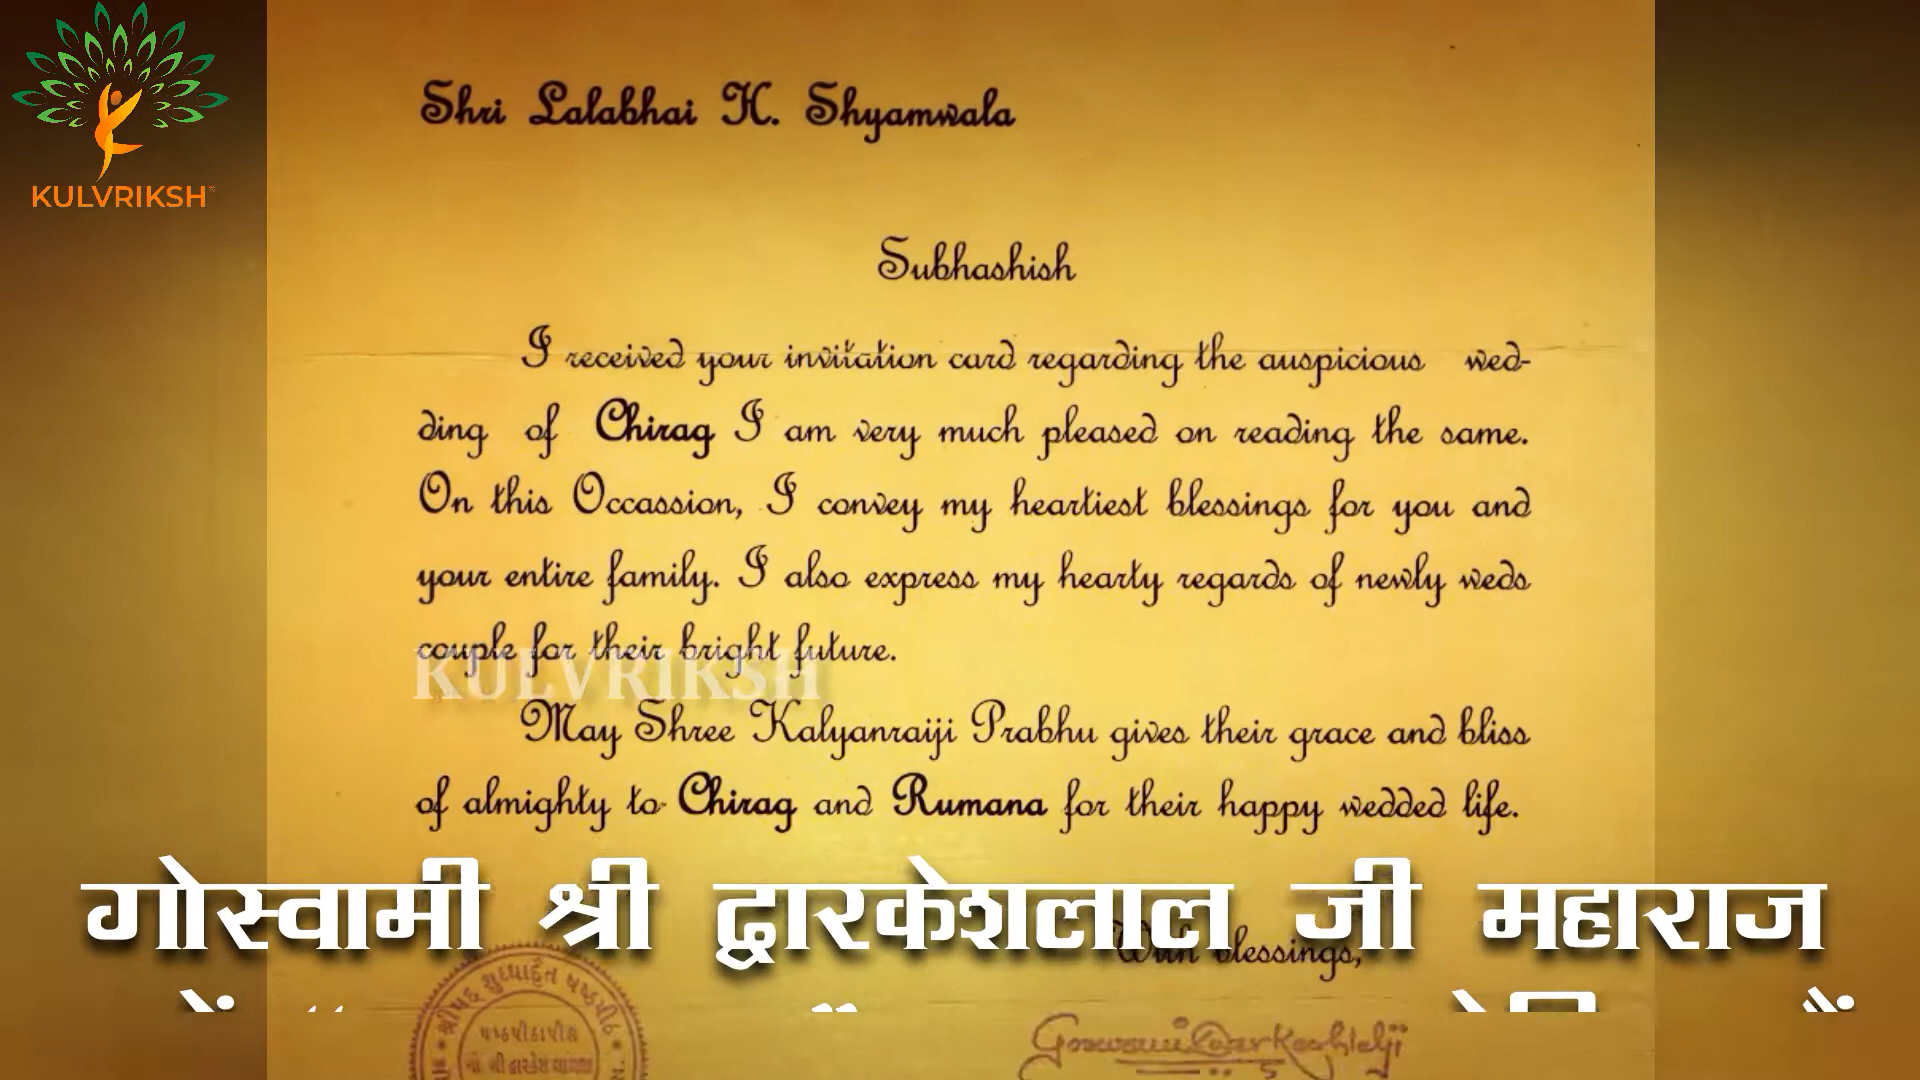 KULVRIKSH
Shri Lalabhai K. Shyamwala
Subhashish
I received your invitation card regarding the auspicious wed-
ding of Chirag I am very much pleased on reading the same.
On this Occassion, I convey my heartiest blessings for you and
your entire family. I also express my hearty regards of newly weds
couple for their bright future.
KULVRIKSH
May Shree Kalyanraiji Prabhu gives their grace and bliss
of almighty to Chirag and Rumana for their happy wedded life.
गोस्वामी श्री द्वारकेशलाल जी महाराज
With blessings,